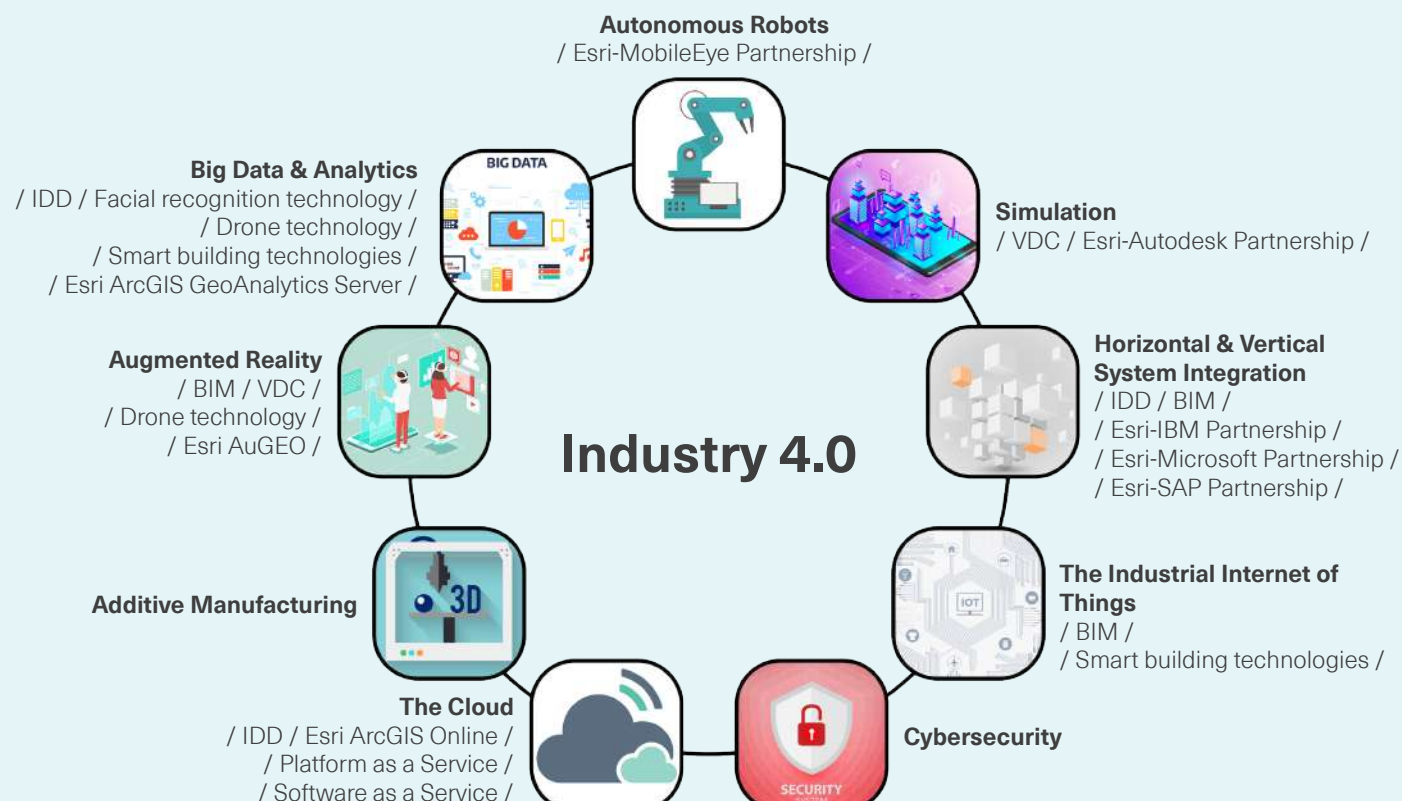 Autonomous Robots
/ Esri-MobileEye Partnership /
Big Data & Analytics
/ IDD / Facial recognition technology /
/ Drone technology /
/ Smart building technologies /
/ Esri ArcGIS GeoAnalytics Server /
BIG DATA
Simulation
/ VDC / Esri-Autodesk Partnership /
Augmented Reality
/ BIM / VDC /
/ Drone technology /
/ Esri AuGEO /
Industry 4.0
Horizontal & Vertical
System Integration
/ IDD / BIM /
/ Esri-IBM Partnership /
/ Esri-Microsoft Partnership /
/ Esri-SAP Partnership /
Additive Manufacturing
3D
IOT
The Industrial Internet of
Things
/ BIM /
/ Smart building technologies /
The Cloud
/ IDD / Esri ArcGIS Online /
/ Platform as a Service /
/ Software as a Service /
SECURITY
Cybersecurity